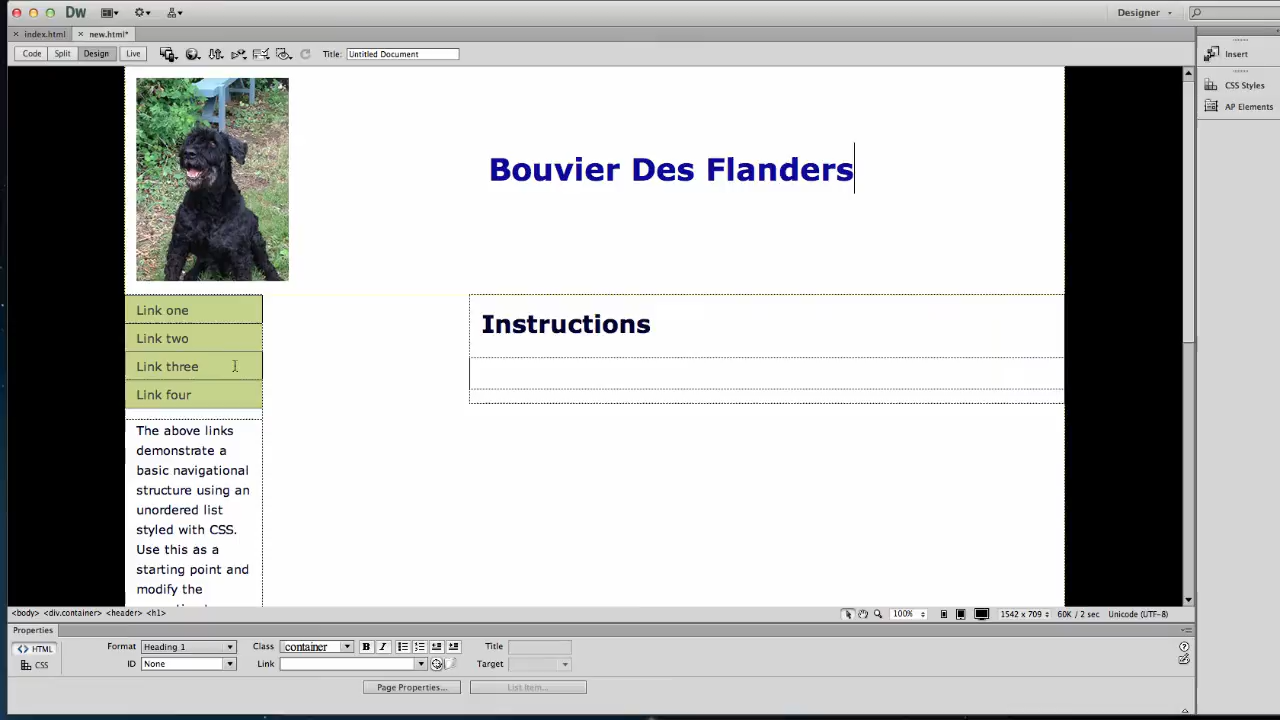 Dw
Designer
index.html
new.html*
Code Split Design Live
Title: Untitled Document
Insert
CSS Styles
AP Elements
Bouvier Des Flanders
Link one
Link two
Link three
Link four
Instructions
The above links
demonstrate a
basic navigational
structure using an
unordered list
styled with CSS.
Use this as a
starting point and
modify the
<body> <div.container> <header> <h1>
100%
1542 x 709
60K / 2 sec
Unicode (UTF-8)
Properties
<> HTML
CSS
Format Heading 1
Class container
B I
Title
ID None
Link
Target
Page Properties...
List Item...